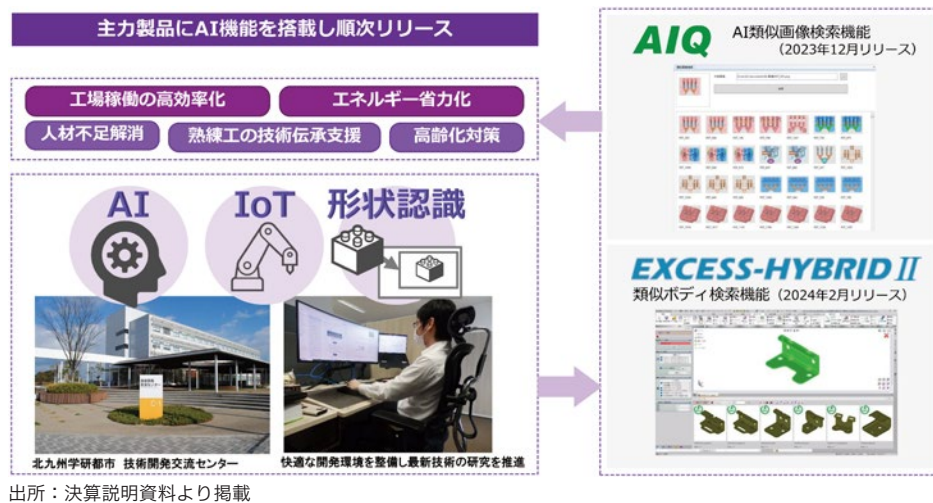 主力製品にAI機能を搭載し順次リリース
工場稼働の高効率化
エネルギー省力化
人材不足解消
熟練工の技術伝承支援
高齢化対策
AI
IoT
形状認識
北九州学研都市 技術開発交流センター
快適な開発環境を整備し最新技術の研究を推進
AIQ
AI類似画像検索機能
（2023年12月リリース）
EXCESS-HYBRID II
類似ボディ検索機能（2024年2月リリース）
出所：決算説明資料より掲載